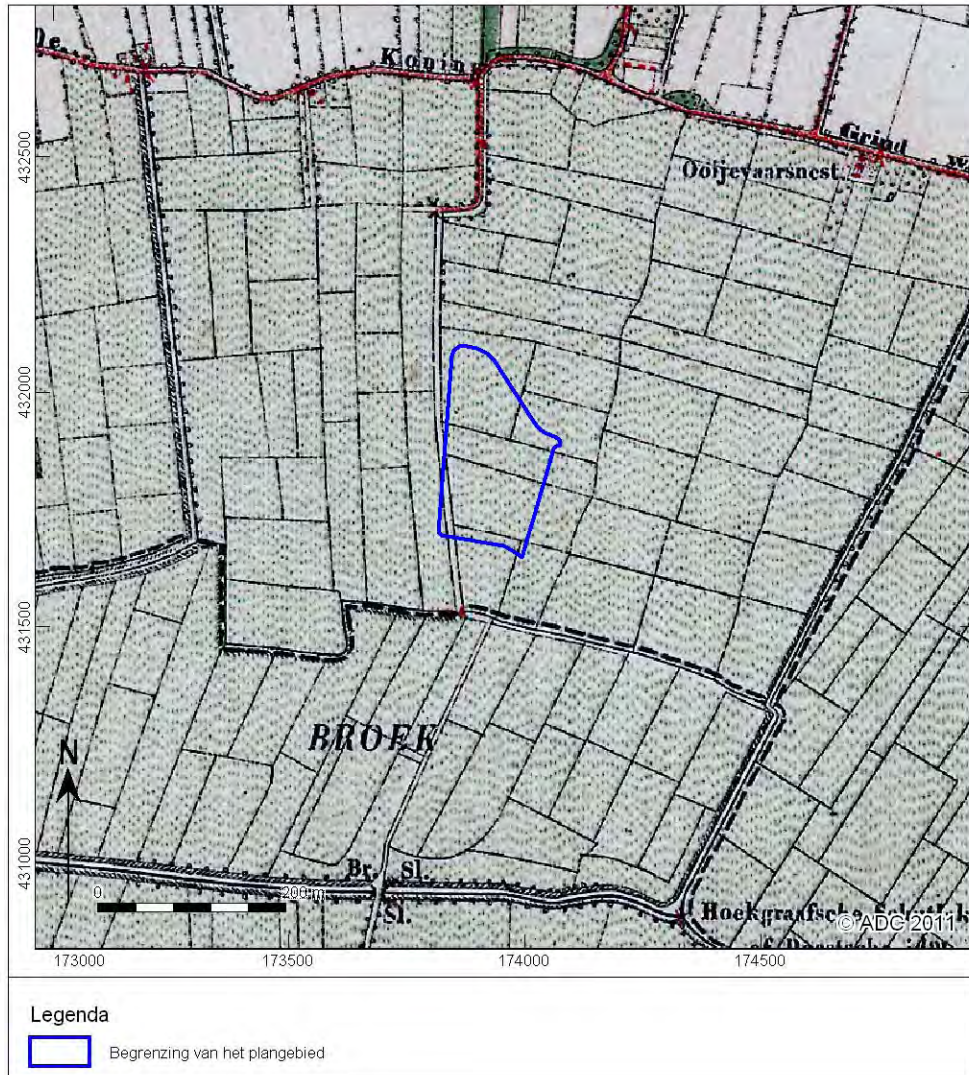 Konin
Grind
Ooijevaarsnest
432500
432000
431500
431000
BROEK
N
Br. Sl.
Sl.
0 200 m
Hoekgraafsche
© ADC 2011
173000 173500 174000 174500
Legenda
Begrenzing van het plangebied